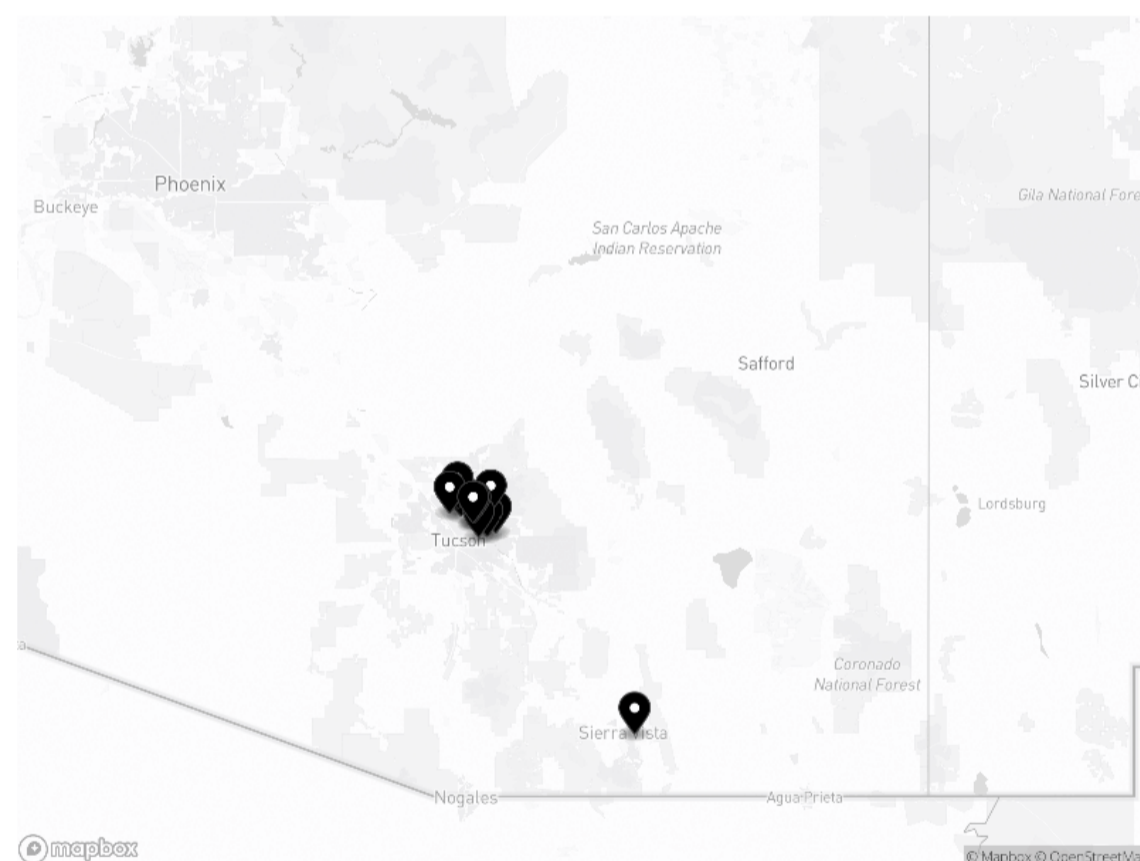 Phoenix
Buckeye
Gila National Fore
San Carlos Apache
Indian Reservation
Safford
Silver C
Lordsburg
Tucson
Coronado
National Forest
Sierra Vista
Nogales
Agua Prieta
mapbox
© Mapbox © OpenStreetMa